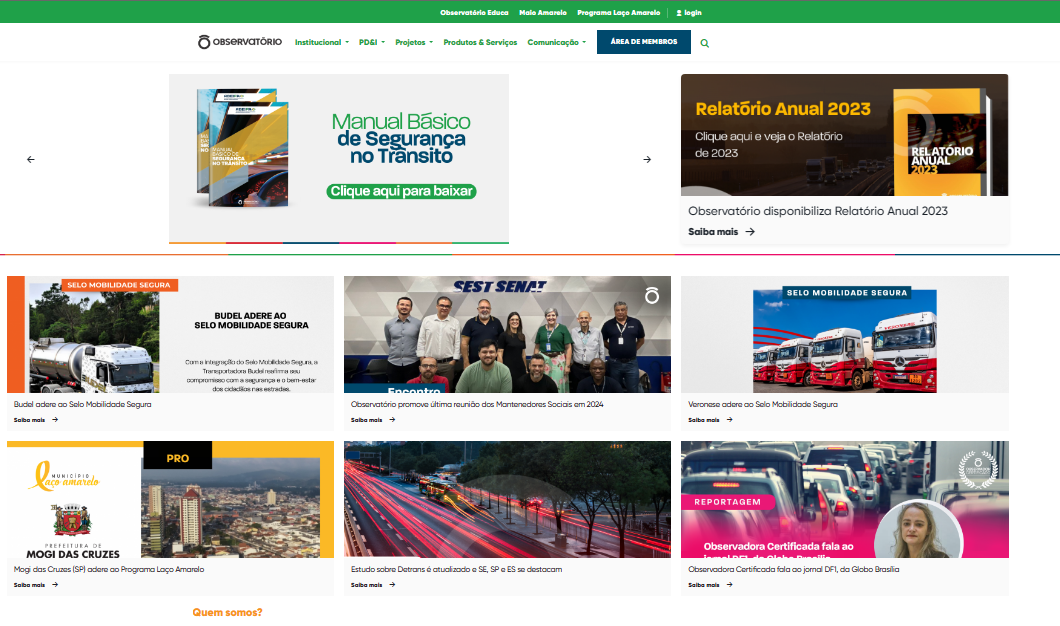 Observatório Educa Maio Amarelo Programa Laço Amarelo login
OBSERVATÓRIO Institucional PD&I Projetos Produtos & Serviços Comunicação ÁREA DE MEMBROS
Manual Básico
de Segurança
no Trânsito
Clique aqui para baixar
MANUAL
BÁSICO DE
SEGURANÇA
NO TRÂNSITO
Relatório Anual 2023
Clique aqui e veja o Relatório
de 2023
RELATÓRIO
ANUAL
2023
Observatório disponibiliza Relatório Anual 2023
Saiba mais
SELO MOBILIDADE SEGURA
BUDEL ADERE AO
SELO MOBILIDADE SEGURA
Com a integração do Selo Mobilidade Segura, a
Transportadora Budel reafirma seu
compromisso com a segurança e o bem-estar
dos cidadãos nas estradas.
Budel adere ao Selo Mobilidade Segura
Saiba mais
SEST SENAT
Encontro
Observatório promove última reunião dos Mantenedores Sociais em 2024
Saiba mais
SELO MOBILIDADE SEGURA
Veronese adere ao Selo Mobilidade Segura
Saiba mais
PRO
MUNICÍPIO
laço amarelo
PREFEITURA DE
MOGI DAS CRUZES
Mogi das Cruzes (SP) adere ao Programa Laço Amarelo
Saiba mais
Estudo sobre Detrans é atualizado e SE, SP e ES se destacam
Saiba mais
REPORTAGEM
Observadora Certificada fala ao
jornal DF1, da Globo Brasília
Observadora Certificada fala ao jornal DF1, da Globo Brasília
Saiba mais
Quem somos?